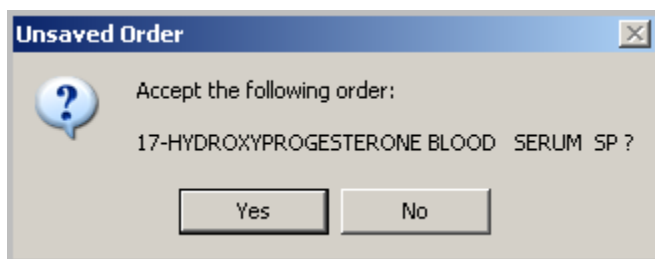 Unsaved Order
Accept the following order:
17-HYDROXYPROGESTERONE BLOOD   SERUM  SP ?
Yes No